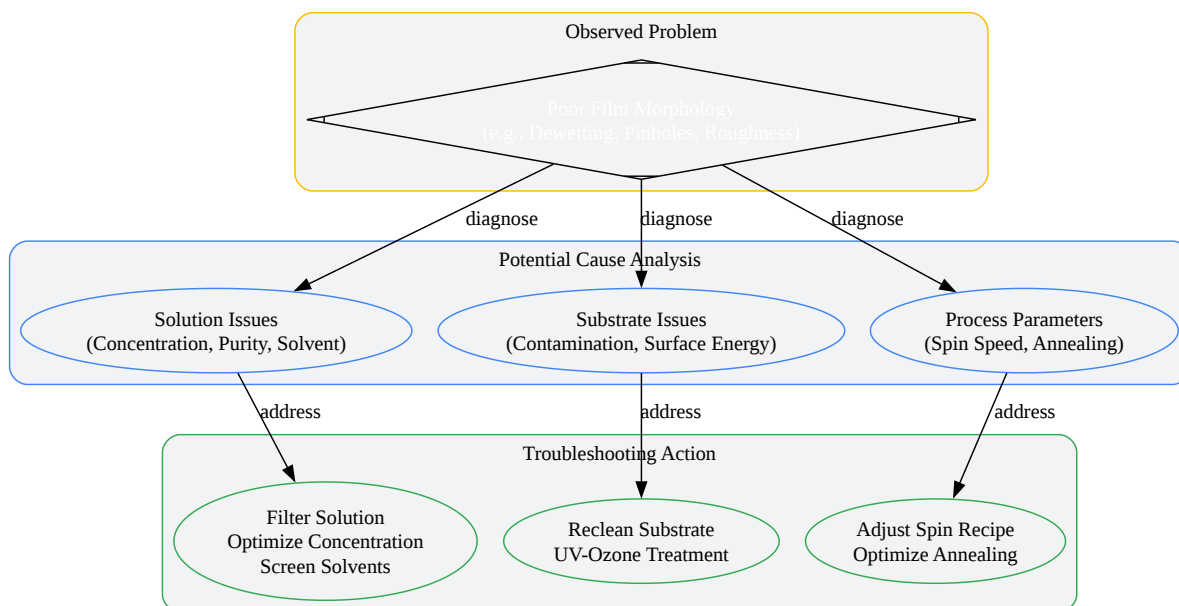 Observed Problem
Poor Film Morphology
(e.g., Dewetting, Pinholes, Roughness)
diagnose
diagnose
diagnose
Potential Cause Analysis
Solution Issues
(Concentration, Purity, Solvent)
Substrate Issues
(Contamination, Surface Energy)
Process Parameters
(Spin Speed, Annealing)
address
address
address
Troubleshooting Action
Filter Solution
Optimize Concentration
Screen Solvents
Reclean Substrate
UV-Ozone Treatment
Adjust Spin Recipe
Optimize Annealing